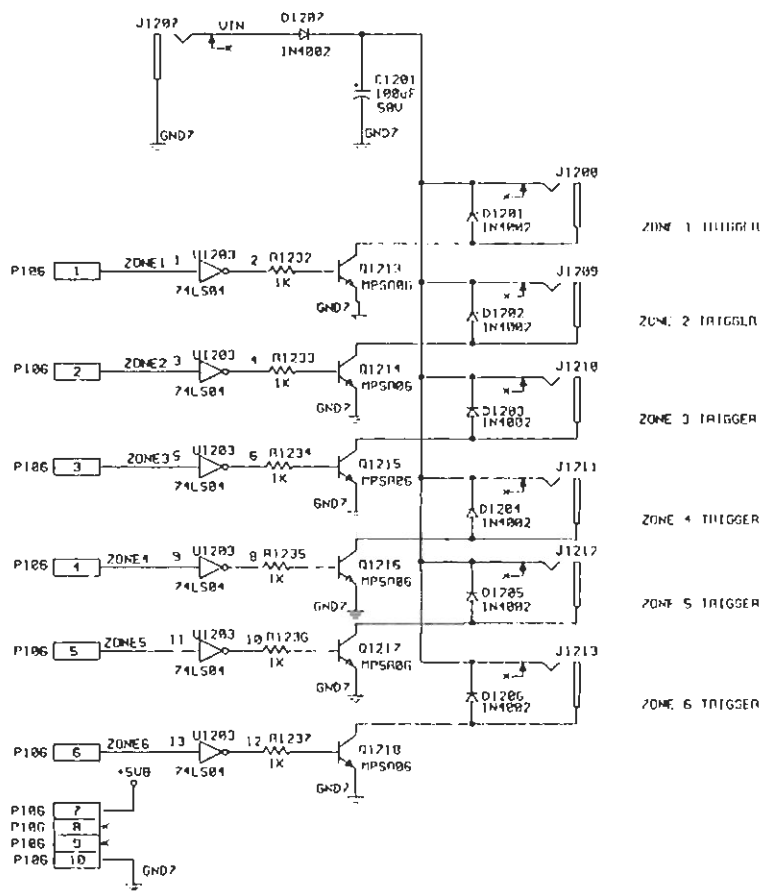 J1207
VIN
D1207
1N4002
C1201
100uF
50V
GND7
GND7
J1208
D1201
1N4002
ZONE 1 TRIGGER
P106 1 ZONE1 1 U1203 2 R1232
74LS04 1K
Q1213
MPSA06
GND7
J1209
D1202
1N4002
ZONE 2 TRIGGER
P106 2 ZONE2 3 U1203 4 R1233
74LS04 1K
Q1214
MPSA06
GND7
J1210
D1203
1N4002
ZONE 3 TRIGGER
P106 3 ZONE3 5 U1203 6 R1234
74LS04 1K
Q1215
MPSA06
GND7
J1211
D1204
1N4002
ZONE 4 TRIGGER
P106 4 ZONE4 9 U1203 8 R1235
74LS04 1K
Q1216
MPSA06
GND7
J1212
D1205
1N4002
ZONE 5 TRIGGER
P106 5 ZONE5 11 U1203 10 R1236
74LS04 1K
Q1217
MPSA06
GND7
J1213
D1206
1N4002
ZONE 6 TRIGGER
P106 6 ZONE6 13 U1203 12 R1237
74LS04 1K
Q1218
MPSA06
GND7
+5VB
P106 7
P106 8
P106 9
P106 10
GND7